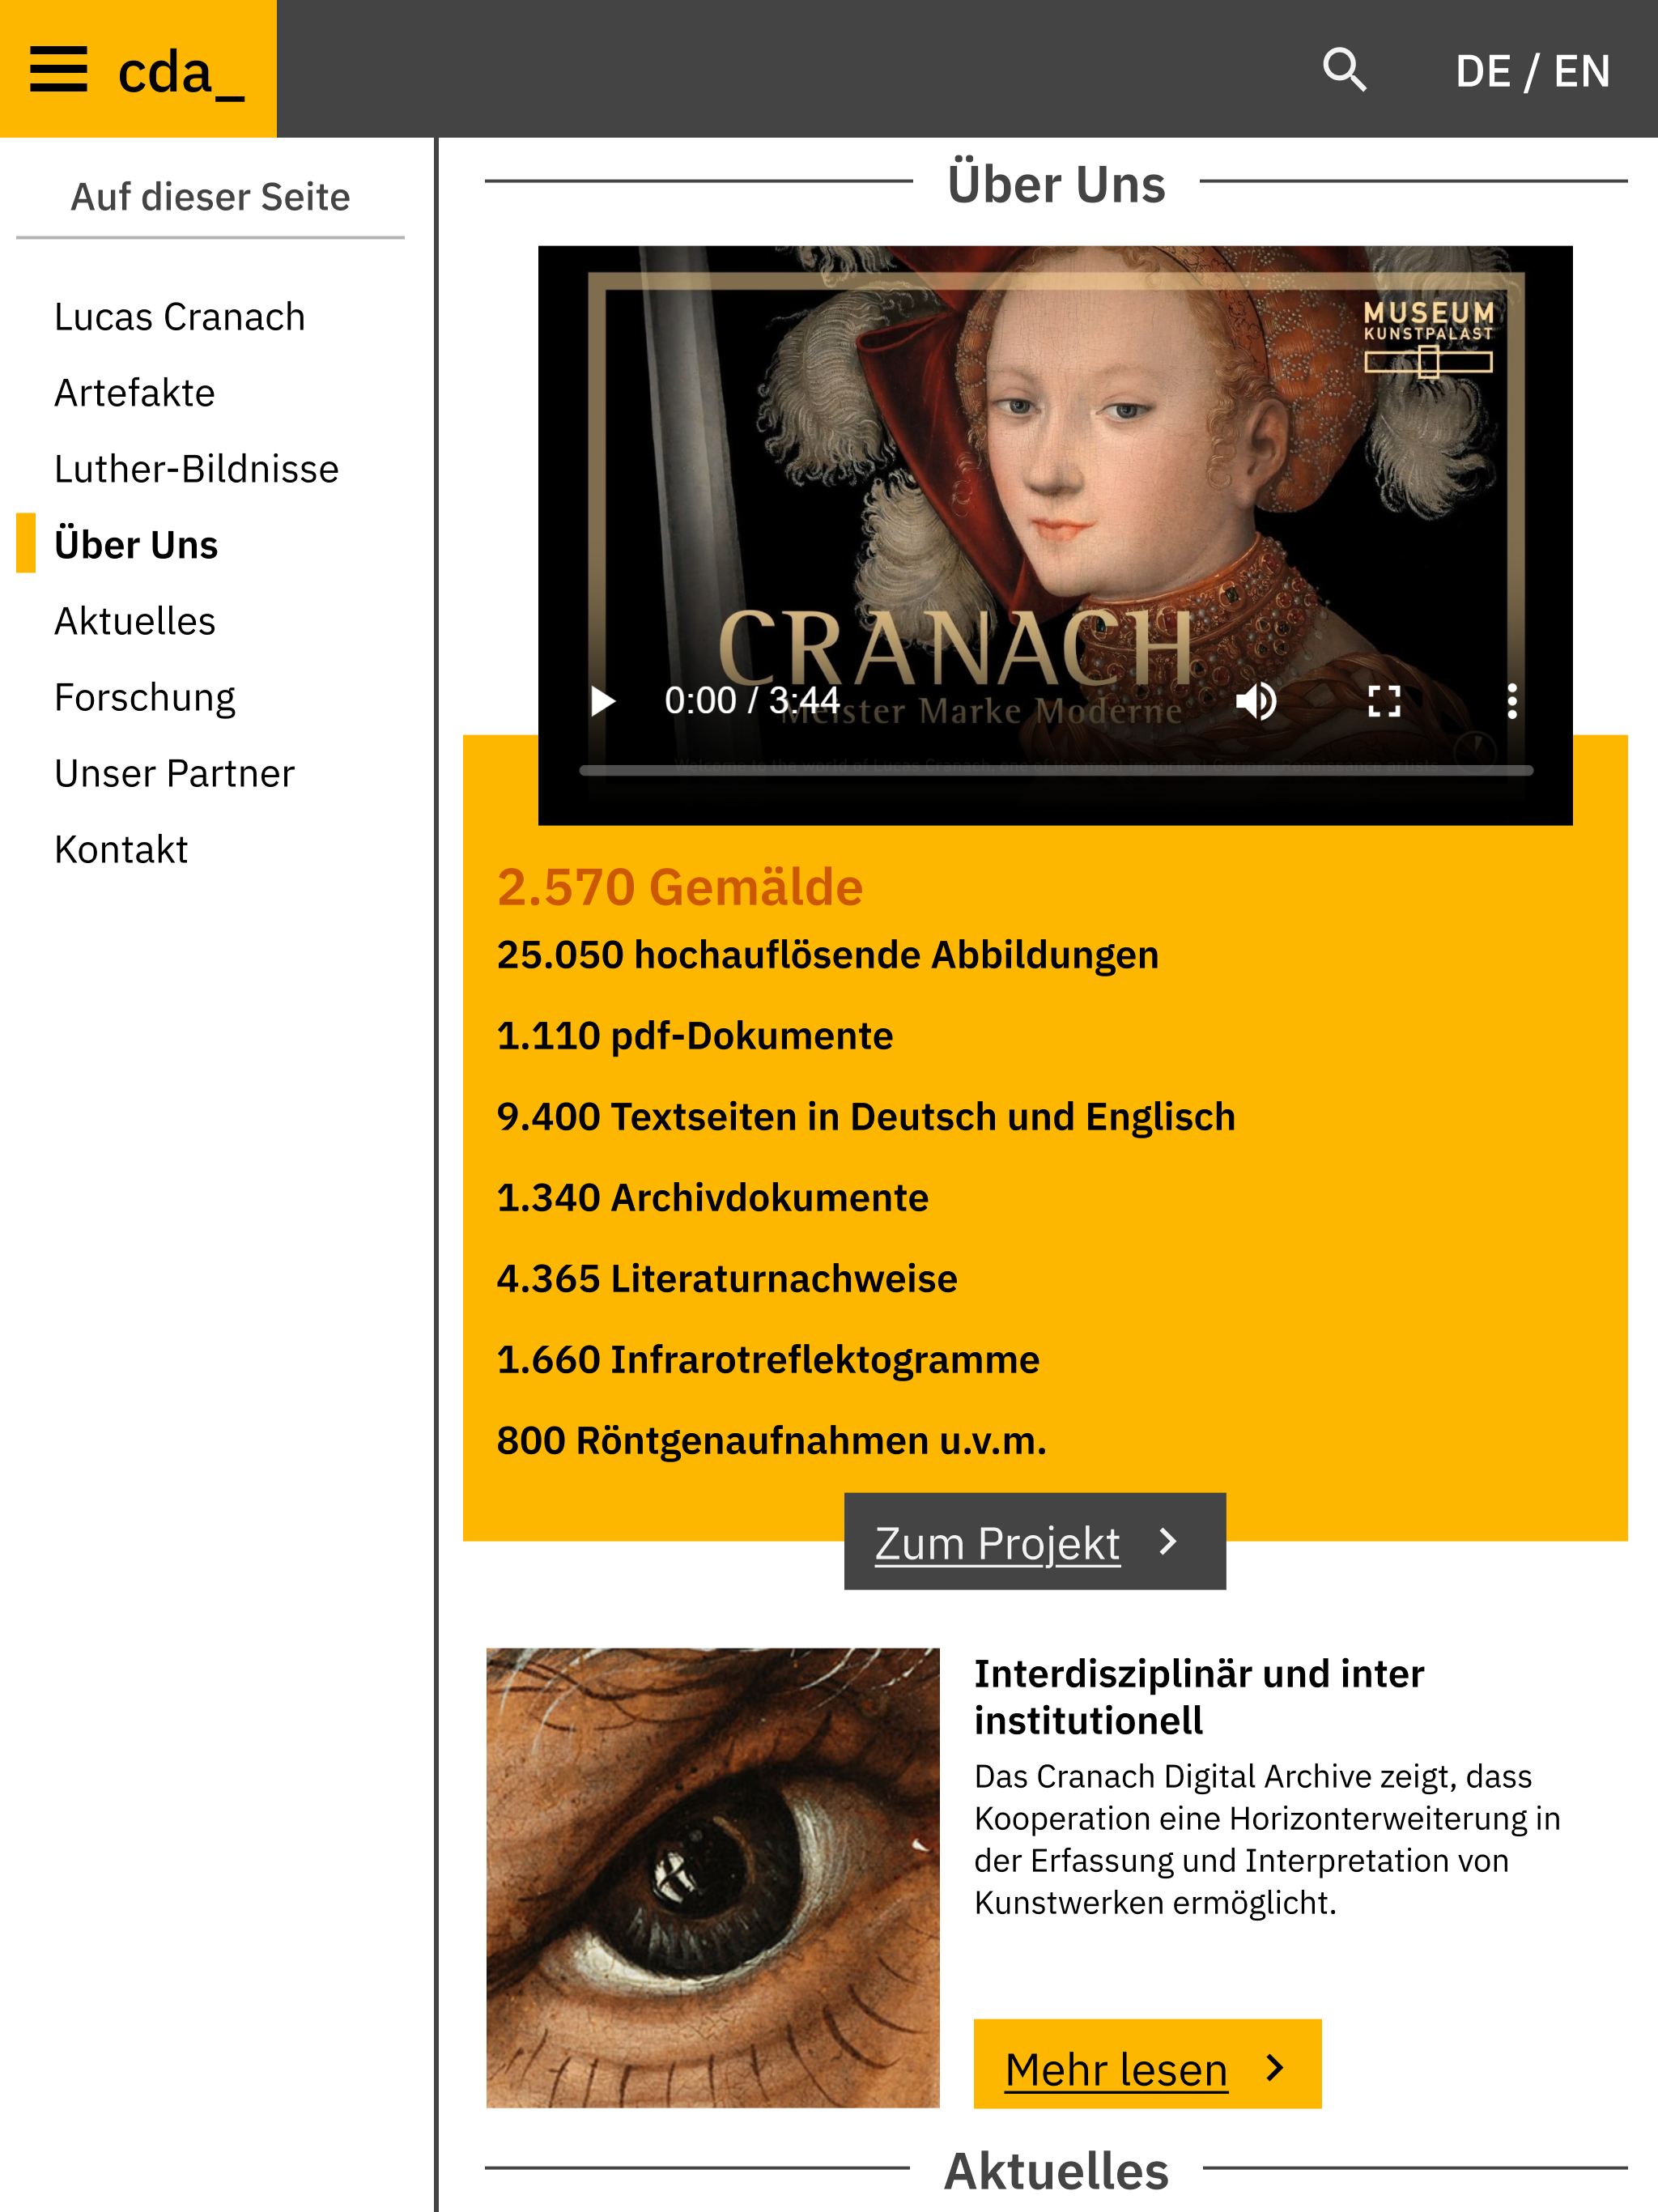 cda_
DE / EN
Auf dieser Seite
Lucas Cranach
Artefakte
Luther-Bildnisse
Über Uns
Aktuelles
Forschung
Unser Partner
Kontakt
Über Uns
MUSEUM
KUNSTPALAST
CRANACH
Meister Marke Moderne
0:00 / 3:44
2.570 Gemälde
25.050 hochauflösende Abbildungen
1.110 pdf-Dokumente
9.400 Textseiten in Deutsch und Englisch
1.340 Archivdokumente
4.365 Literaturnachweise
1.660 Infrarotreflektogramme
800 Röntgenaufnahmen u.v.m.
Zum Projekt
Interdisziplinär und inter
institutionell
Das Cranach Digital Archive zeigt, dass
Kooperation eine Horizonterweiterung in
der Erfassung und Interpretation von
Kunstwerken ermöglicht.
Mehr lesen
Aktuelles